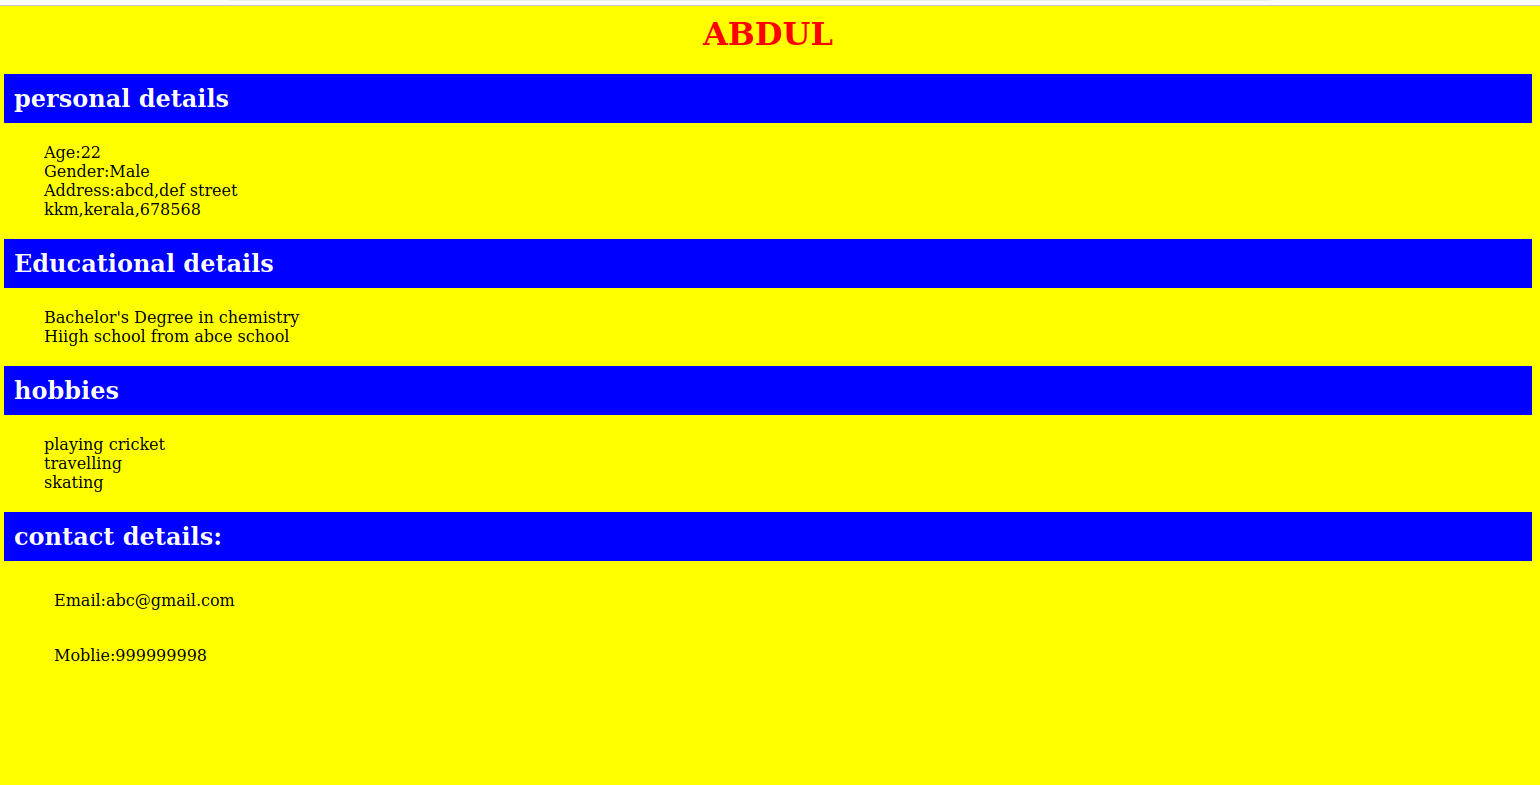 ABDUL
personal details
Age:22
Gender:Male
Address:abcd,def street
kkm,kerala,678568
Educational details
Bachelor's Degree in chemistry
Hiigh school from abce school
hobbies
playing cricket
travelling
skating
contact details:
Email:abc@gmail.com
Moblie:999999998